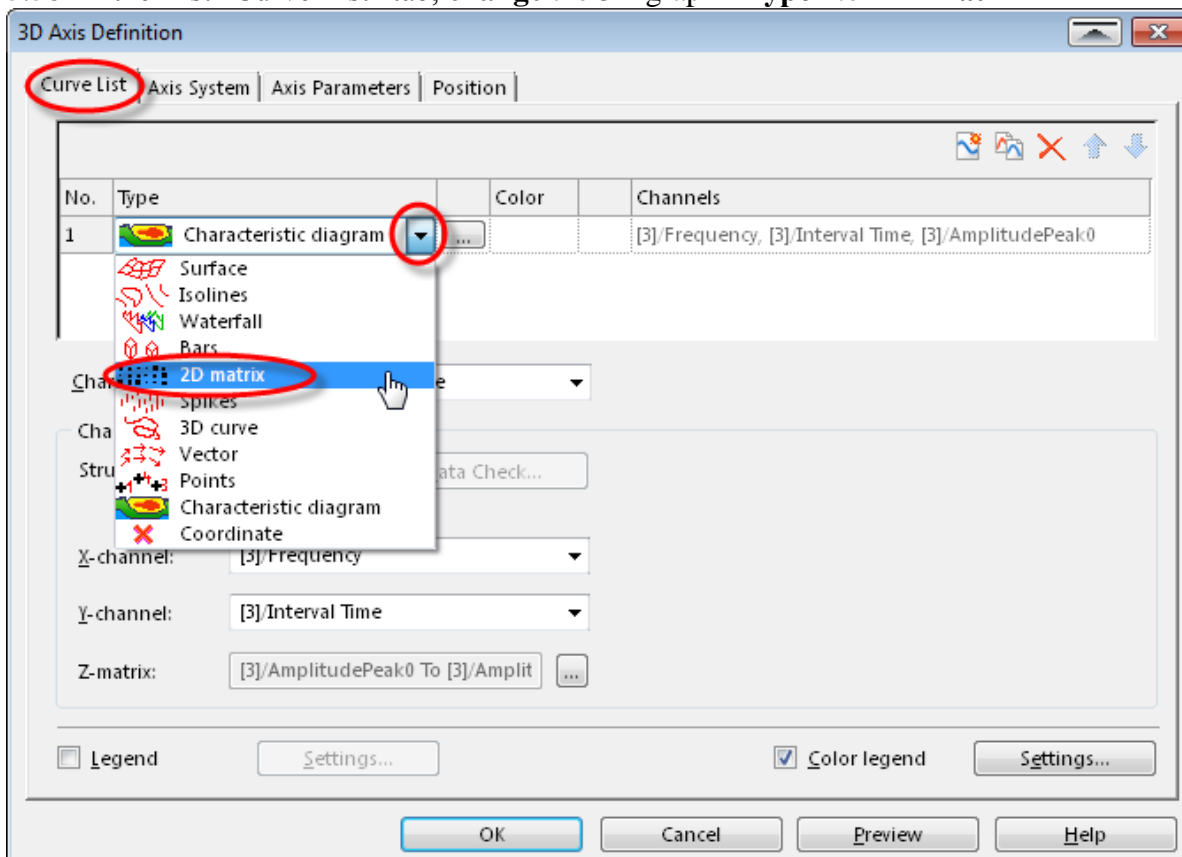 3D Axis Definition
Curve List Axis System Axis Parameters Position
No. Type Color Channels
1 Characteristic diagram ... [3]/Frequency, [3]/Interval Time, [3]/AmplitudePeak0
Surface
Isolines
Waterfall
Bars
2D matrix
Spikes
3D curve
Vector
Points
Characteristic diagram
Coordinate
X-channel: [3]/Frequency
Y-channel: [3]/Interval Time
Z-matrix: [3]/AmplitudePeak0 To [3]/Amplit ...
Legend Settings... Color legend Settings...
OK Cancel Preview Help